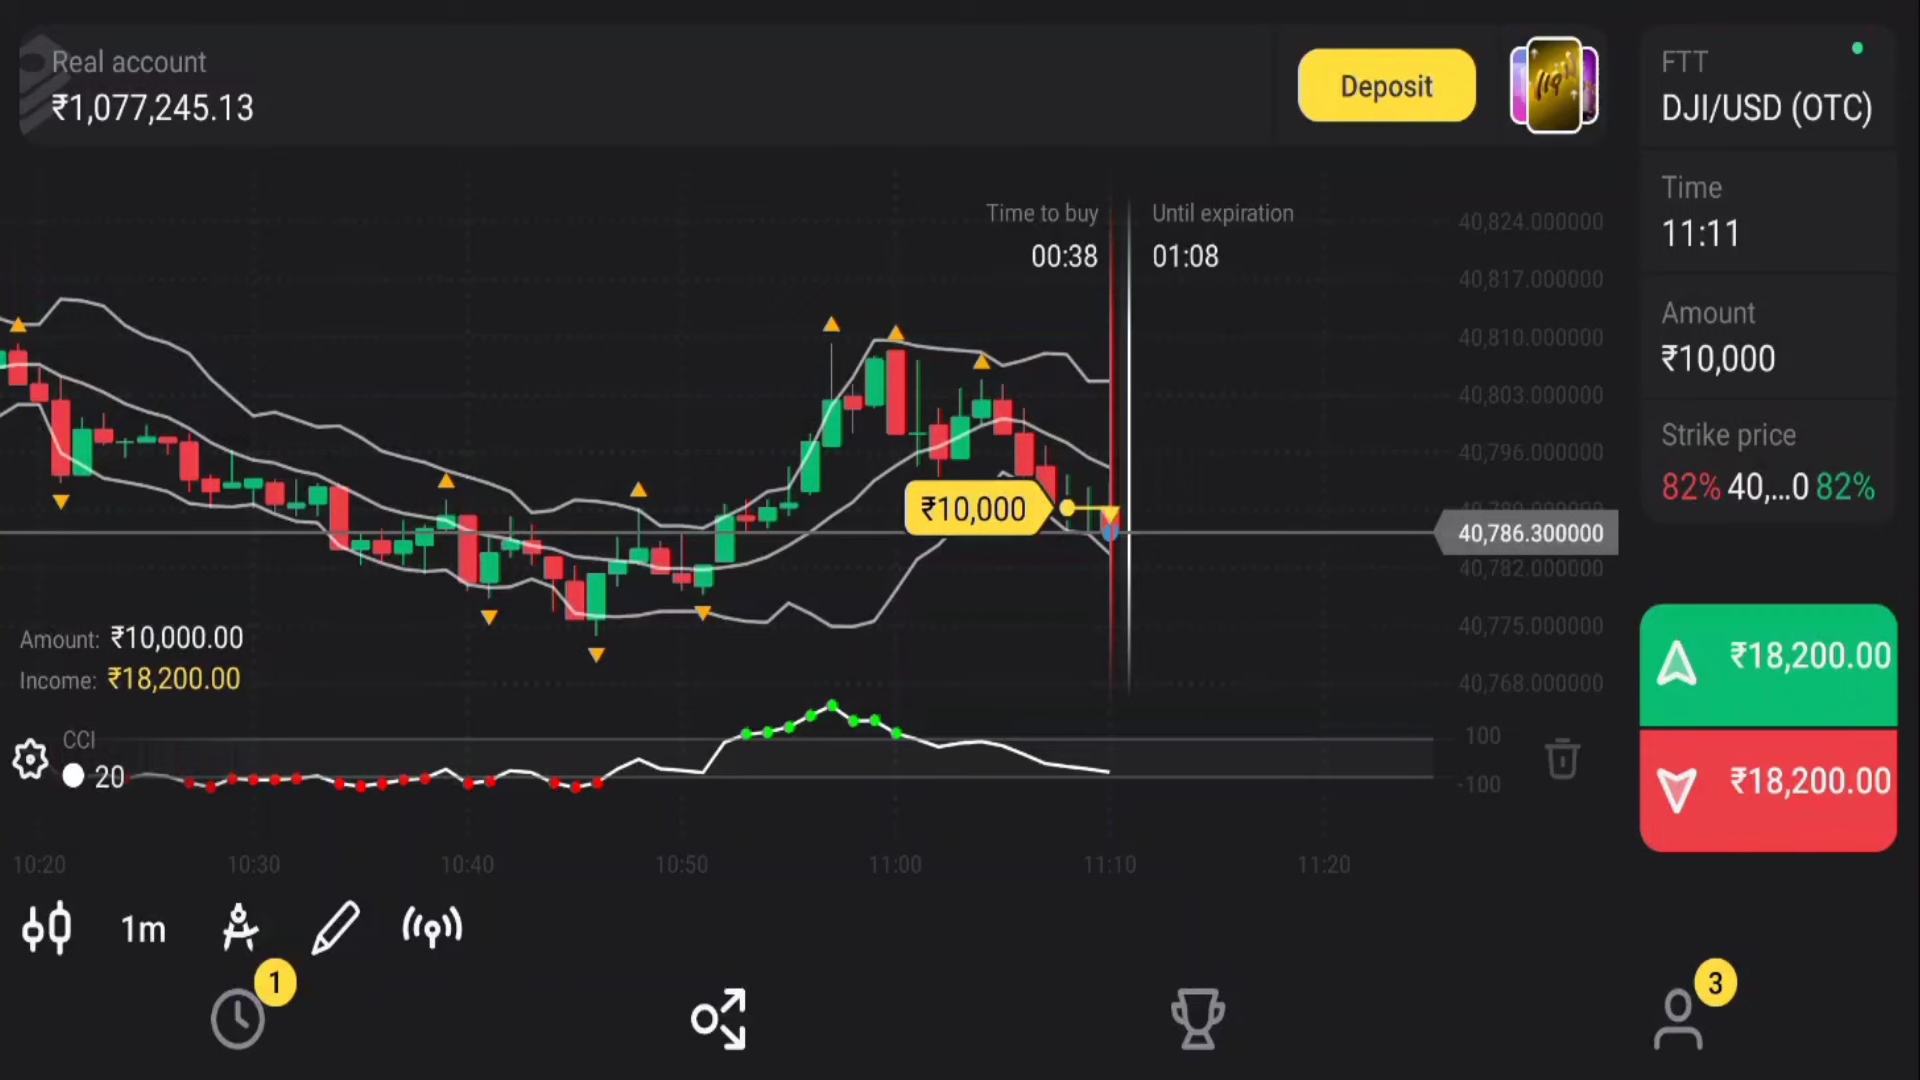 Real account
₹1,077,245.13
Deposit
FTT
DJI/USD (OTC)
Time
11:11
Amount
₹10,000
Strike price
82% 40,...0 82%
Time to buy
00:38
Until expiration
01:08
40,824.000000
40,817.000000
40,810.000000
40,803.000000
40,796.000000
40,786.300000
40,782.000000
40,775.000000
40,768.000000
₹10,000
Amount: ₹10,000.00
Income: ₹18,200.00
₹18,200.00
₹18,200.00
CCI
20
100
-100
10:20
10:30
10:40
10:50
11:00
11:10
11:20
1m
1
3